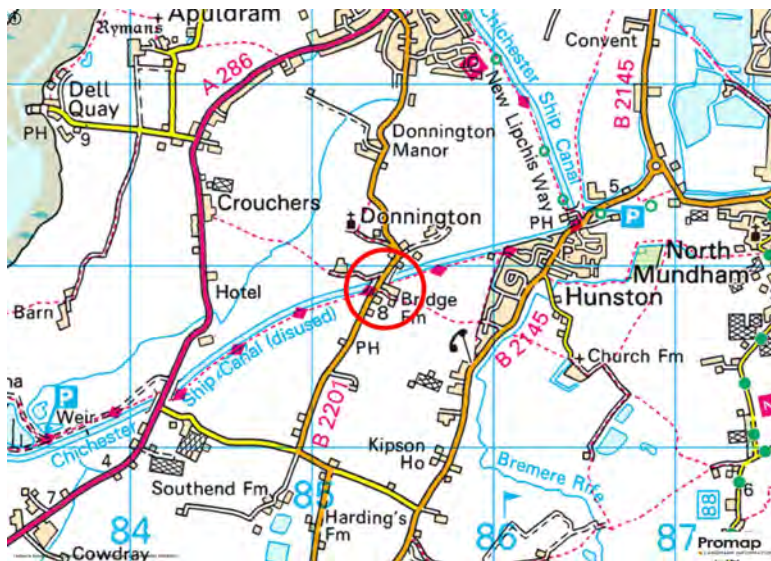 Rymans
Apuldram
Dell
Quay
PH
9
A 286
Crouchers
Donnington
Manor
Donnington
Hotel
Barn
Chichester Ship Canal
New Lipchis Way
Convent
B 2145
5
PH
P
P
North
Mundham
Hunston
Bridge
Fm
8
PH
B 2201
B 2145
Church Fm
Chichester Ship Canal (disused)
P
Weir
4
7
Kipson
Ho
Bremere Rife
Southend Fm
85
Harding's
Fm
84
Cowdray
86
87
88
6
Promap